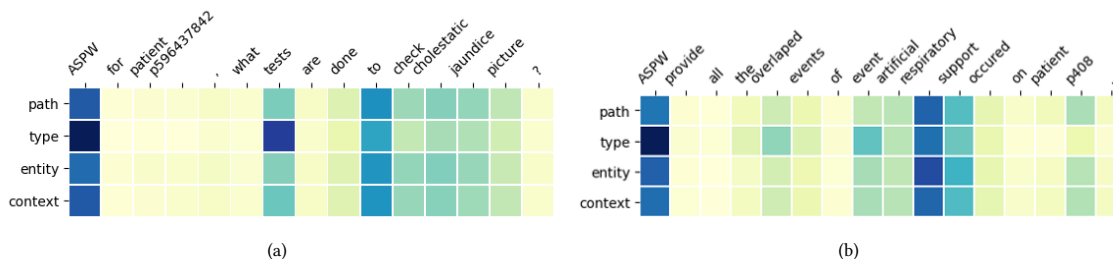 ASPW for patient p596437842 , what tests are done to check cholestatic jaundice picture ?
path
type
entity
context
(a)
ASPW provide all the overlaped events of event artificial respiratory support occured on patient p408 .
path
type
entity
context
(b)